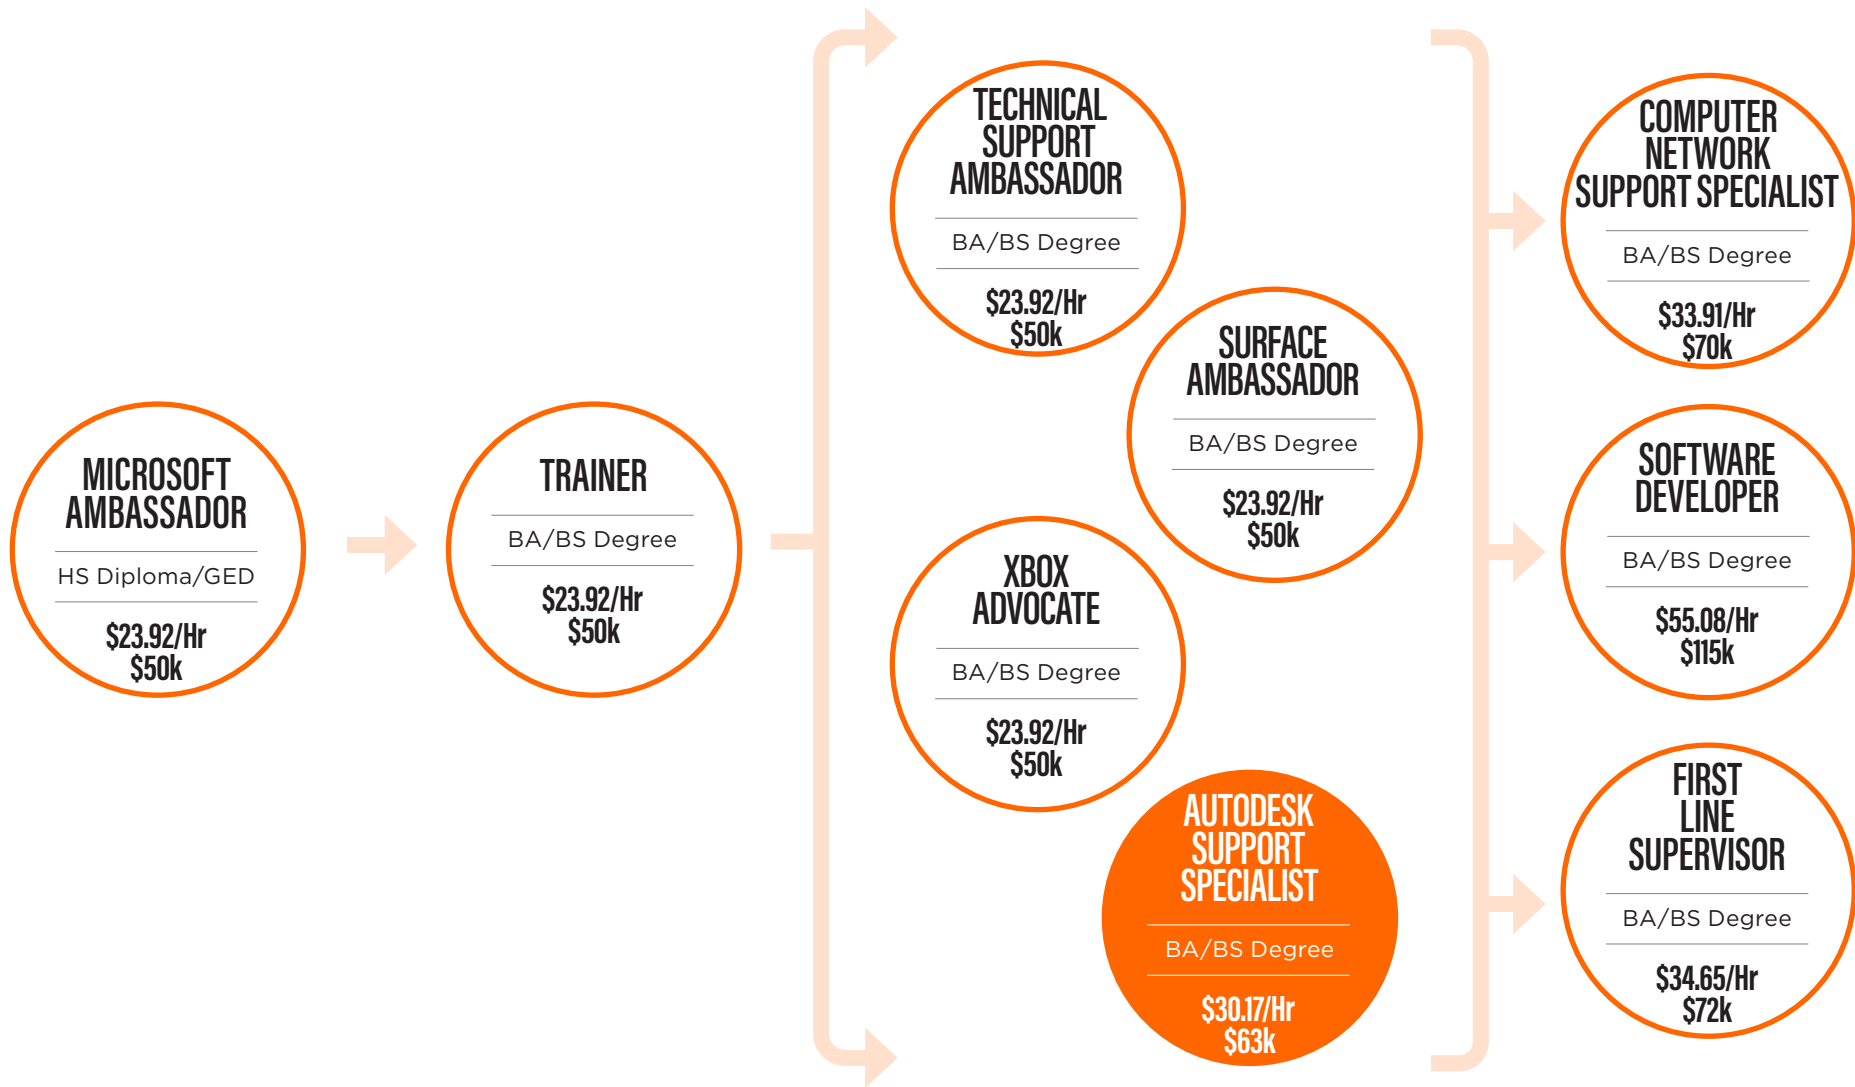 MICROSOFT
AMBASSADOR
HS Diploma/GED
$23.92/Hr
$50k
TRAINER
BA/BS Degree
$23.92/Hr
$50k
TECHNICAL
SUPPORT
AMBASSADOR
BA/BS Degree
$23.92/Hr
$50k
SURFACE
AMBASSADOR
BA/BS Degree
$23.92/Hr
$50k
XBOX
ADVOCATE
BA/BS Degree
$23.92/Hr
$50k
AUTODESK
SUPPORT
SPECIALIST
BA/BS Degree
$30.17/Hr
$63k
COMPUTER
NETWORK
SUPPORT SPECIALIST
BA/BS Degree
$33.91/Hr
$70k
SOFTWARE
DEVELOPER
BA/BS Degree
$55.08/Hr
$115k
FIRST
LINE
SUPERVISOR
BA/BS Degree
$34.65/Hr
$72k